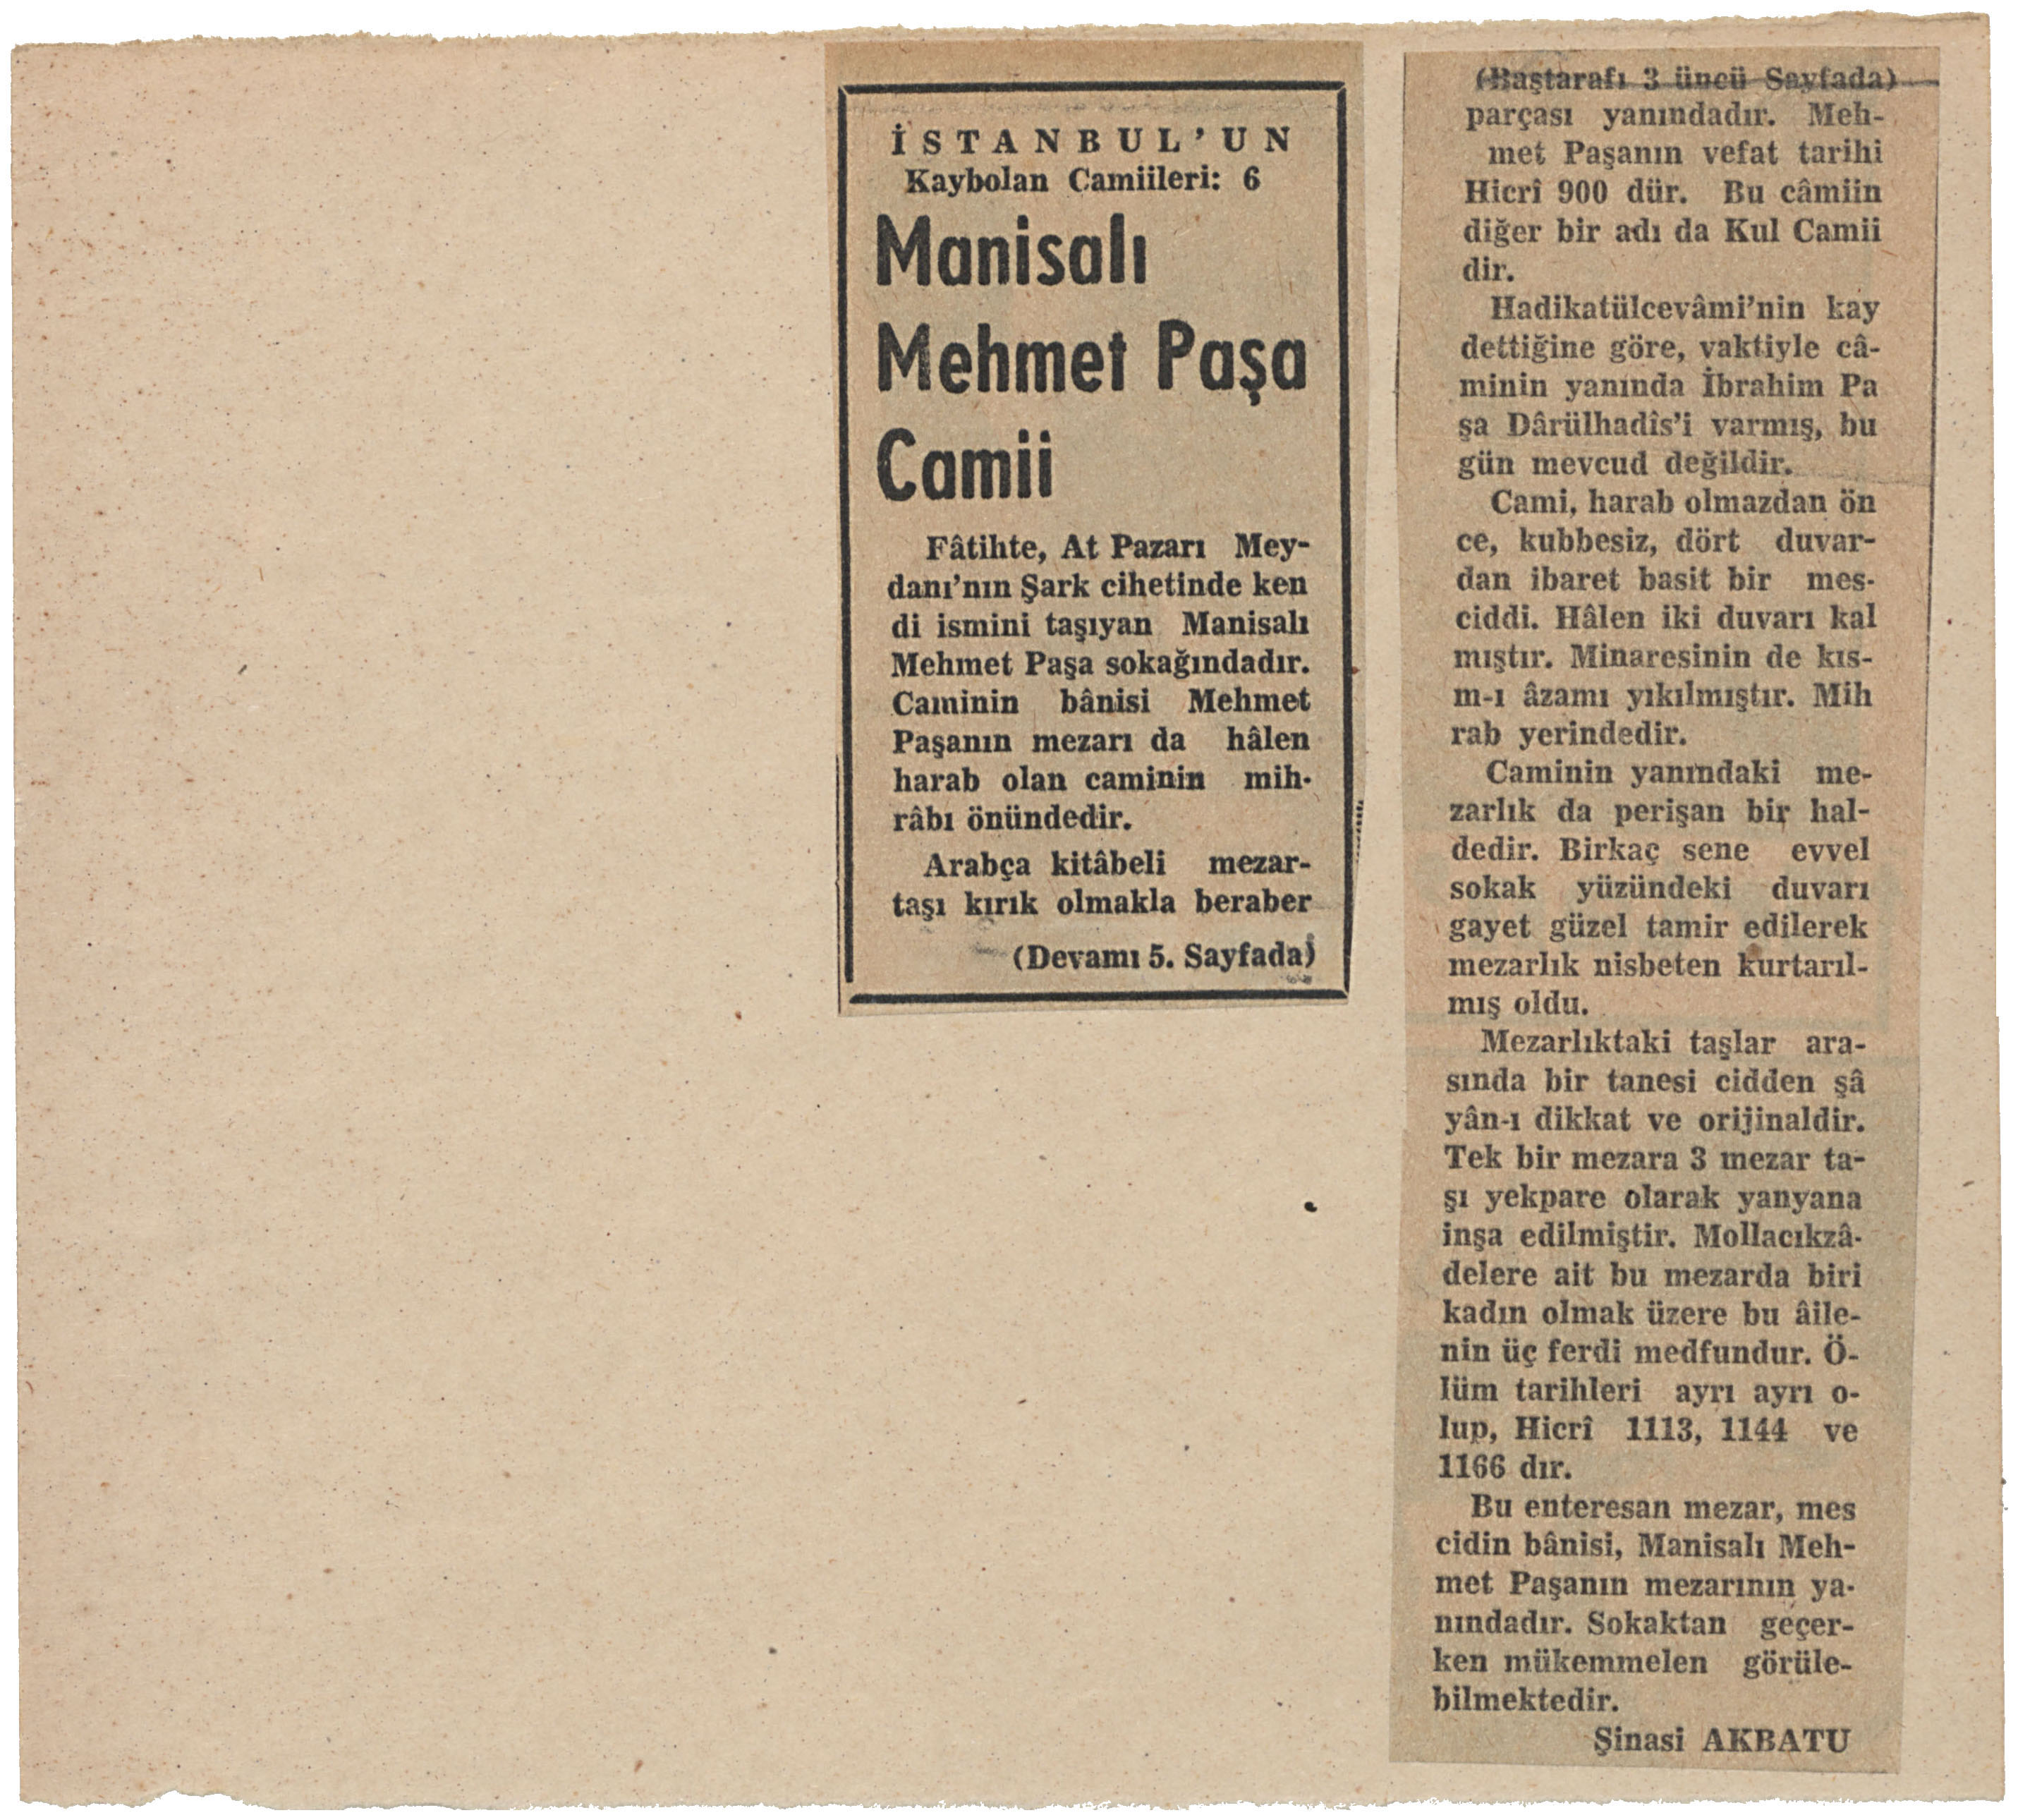 İSTANBUL'UN
Kaybolan Camiileri: 6
Manisalı
Mehmet Paşa
Camii
Fâtihte, At Pazarı Mey-
danı'nın Şark cihetinde ken
di ismini taşıyan Manisalı
Mehmet Paşa sokağındadır.
Caminin bânisi Mehmet
Paşanın mezarı da hâlen
harab olan caminin mih-
râbı önündedir.
Arabça kitâbeli mezar-
taşı kırık olmakla beraber
(Devamı 5. Sayfada)
(Baştarafı 3 üncü Sayfada)
parçası yanındadır. Meh-
met Paşanın vefat tarihi
Hicrî 900 dür. Bu câmiin
diğer bir adı da Kul Camii
dir.
Hadikatülcevâmi'nin kay
dettiğine göre, vaktiyle câ-
minin yanında İbrahim Pa
şa Dârülhadîs'i varmış, bu
gün mevcud değildir.
Cami, harab olmazdan ön
ce, kubbesiz, dört duvar-
dan ibaret basit bir mes-
ciddi. Hâlen iki duvarı kal
mıştır. Minaresinin de kıs-
m-ı âzamı yıkılmıştır. Mih
rab yerindedir.
Caminin yanındaki me-
zarlık da perişan bir hal-
dedir. Birkaç sene evvel
sokak yüzündeki duvarı
gayet güzel tamir edilerek
mezarlık nisbeten kurtarıl-
mış oldu.
Mezarlıktaki taşlar ara-
sında bir tanesi cidden şâ
yân-ı dikkat ve orijinaldir.
Tek bir mezara 3 mezar ta-
şı yekpare olarak yanyana
inşa edilmiştir. Mollacıkzâ-
delere ait bu mezarda biri
kadın olmak üzere bu âile-
nin üç ferdi medfundur. Ö-
lüm tarihleri ayrı ayrı o-
lup, Hicrî 1113, 1144 ve
1166 dır.
Bu enteresan mezar, mes
cidin bânisi, Manisalı Meh-
met Paşanın mezarının ya-
nındadır. Sokaktan geçer-
ken mükemmelen görüle-
bilmektedir.
Şinasi AKBATU